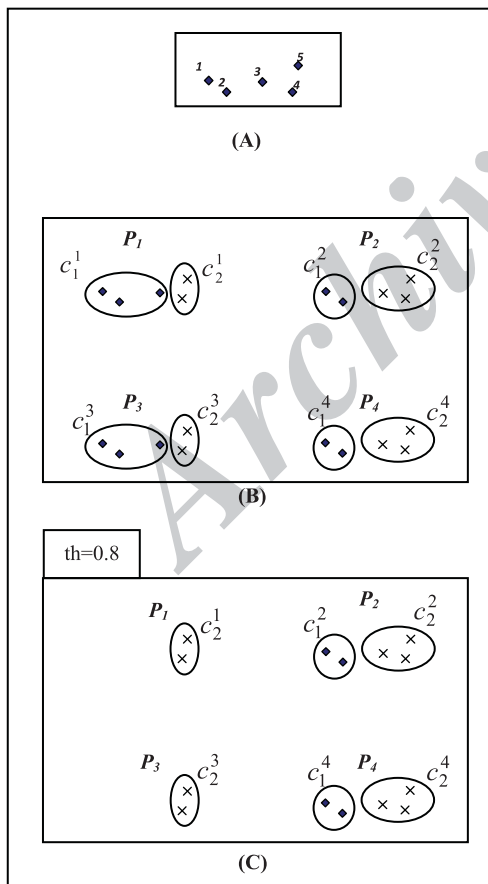 5
1
3
2
4
(A)
P₁ P₂
c₁¹ c₂¹ c₁² c₂²
P₃ P₄
c₁³ c₂³ c₁⁴ c₂⁴
(B)
th=0.8
P₁ P₂
c₂¹ c₁² c₂²
P₃ P₄
c₂³ c₁⁴ c₂⁴
(C)
Archiv